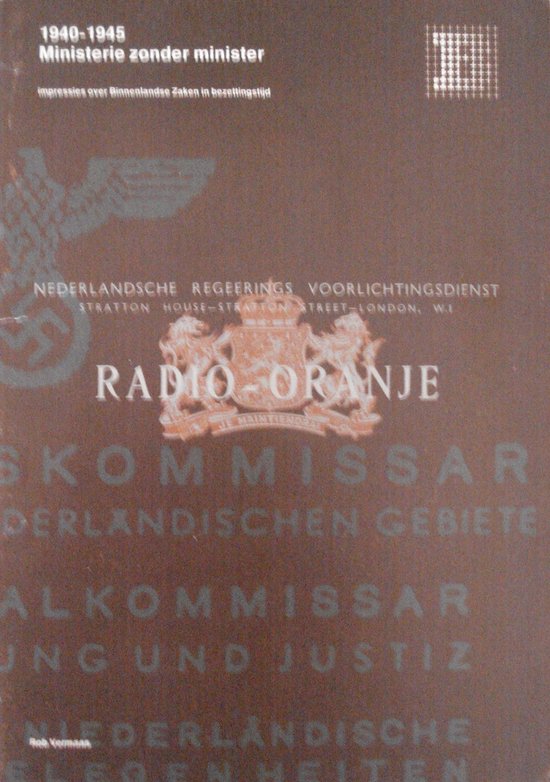 1940-1945
Ministerie zonder minister
impressies over Binnenlandse Zaken in bezettingstijd
NEDERLANDSCHE REGEERINGS VOORLICHTINGSDIENST
STRATTON HOUSE-STRATTON STREET-LONDON, W.1
RADIO-ORANJE
JE MAINTIENDRAI
SKOMMISSAR
DERLÄNDISCHEN GEBIETE
ALKOMMISSAR
UNG UND JUSTIZ
NIEDERLÄNDISCHE
ELEGENHEITEN
Rob Vermaas